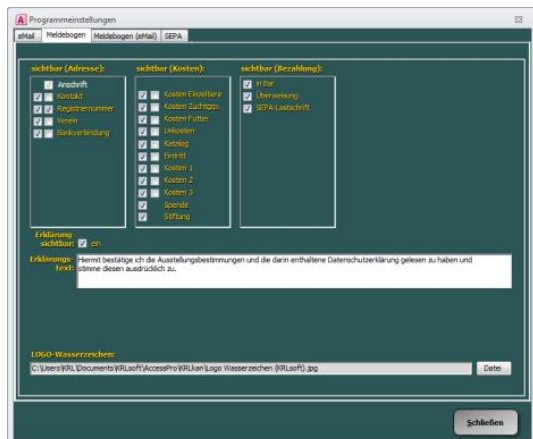 Programmeinstellungen
eMail Meldebogen Meldebogen (eMail) SEPA
sichtbar (Adresse): sichtbar (Kosten): sichtbar (Bezahlung):
Anschrift
Kontakt
Registriernummer
Verein
Bankverbindung
Kosten Einzeltiere
Kosten Zuchtgrp.
Kosten Futter
Unkosten
Katalog
Eintritt
Kosten 1
Kosten 2
Kosten 3
Spende
Stiftung
in Bar
Überweisung
SEPA-Lastschrift
Erklärung
sichtbar: ein
Erklärungs-
text:
Hiermit bestätige ich die Ausstellungsbestimmungen und die darin enthaltene Datenschutzerklärung gelesen zu haben und
stimme diesen ausdrücklich zu.
LOGO-Wasserzeichen:
C:\Users\KRL\Documents\KRLsoft\AccessPro\KRLkan\Logo Wasserzeichen (KRLsoft).jpg Datei
Schließen